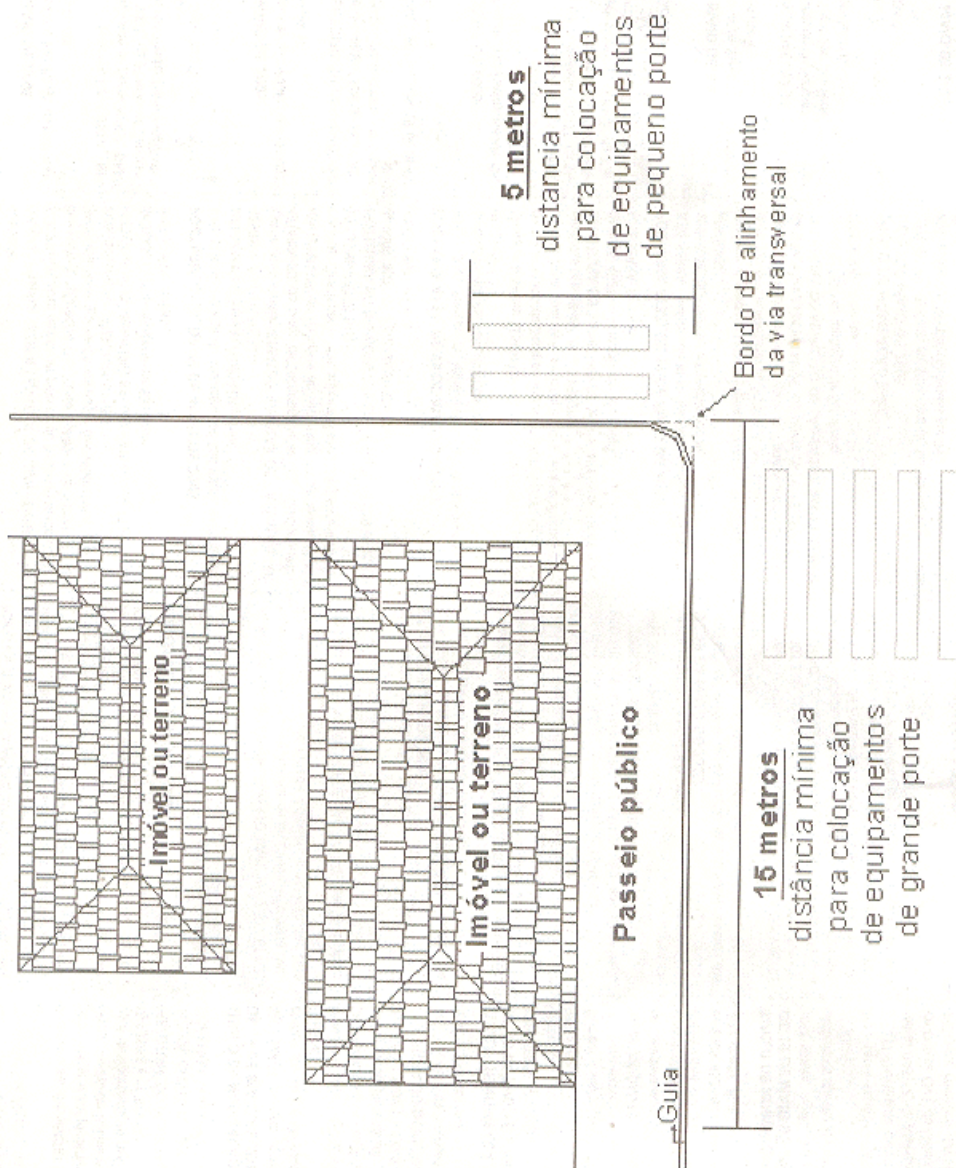 5 metros
distancia mínima
para colocação
de equipamentos
de pequeno porte
Bordo de alinhamento
da via transversal
Imóvel ou terreno
Imóvel ou terreno
Passeio público
15 metros
distância mínima
para colocação
de equipamentos
de grande porte
Guia